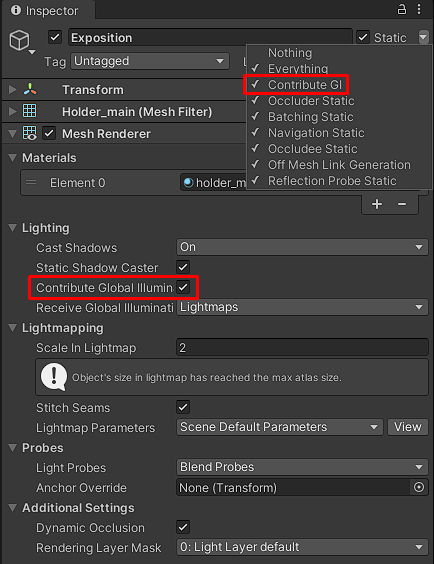 Inspector
Exposition
Static
Tag Untagged L
Nothing
Everything
Contribute GI
Occluder Static
Batching Static
Navigation Static
Occludee Static
Off Mesh Link Generation
Reflection Probe Static
Transform
Holder_main (Mesh Filter)
Mesh Renderer
Materials
Element 0 holder_m
+ −
Lighting
Cast Shadows On
Static Shadow Caster
Contribute Global Illumin
Receive Global Illuminati Lightmaps
Lightmapping
Scale In Lightmap 2
Object's size in lightmap has reached the max atlas size.
Stitch Seams
Lightmap Parameters Scene Default Parameters View
Probes
Light Probes Blend Probes
Anchor Override None (Transform)
Additional Settings
Dynamic Occlusion
Rendering Layer Mask 0: Light Layer default